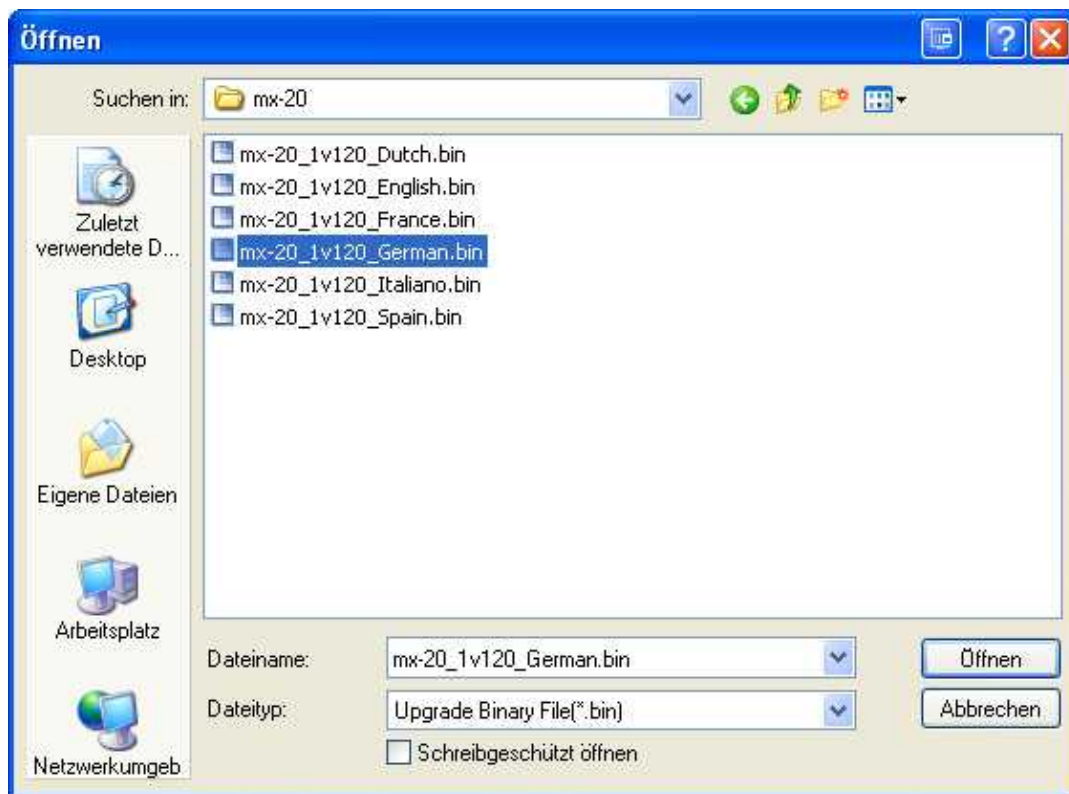 Öffnen
Suchen in:
mx-20
mx-20_1v120_Dutch.bin
mx-20_1v120_English.bin
mx-20_1v120_France.bin
mx-20_1v120_German.bin
mx-20_1v120_Italiano.bin
mx-20_1v120_Spain.bin
Zuletzt
verwendete D...
Desktop
Eigene Dateien
Arbeitsplatz
Netzwerkumgeb
Dateiname:
mx-20_1v120_German.bin
Öffnen
Dateityp:
Upgrade Binary File(*.bin)
Abbrechen
Schreibgeschützt öffnen